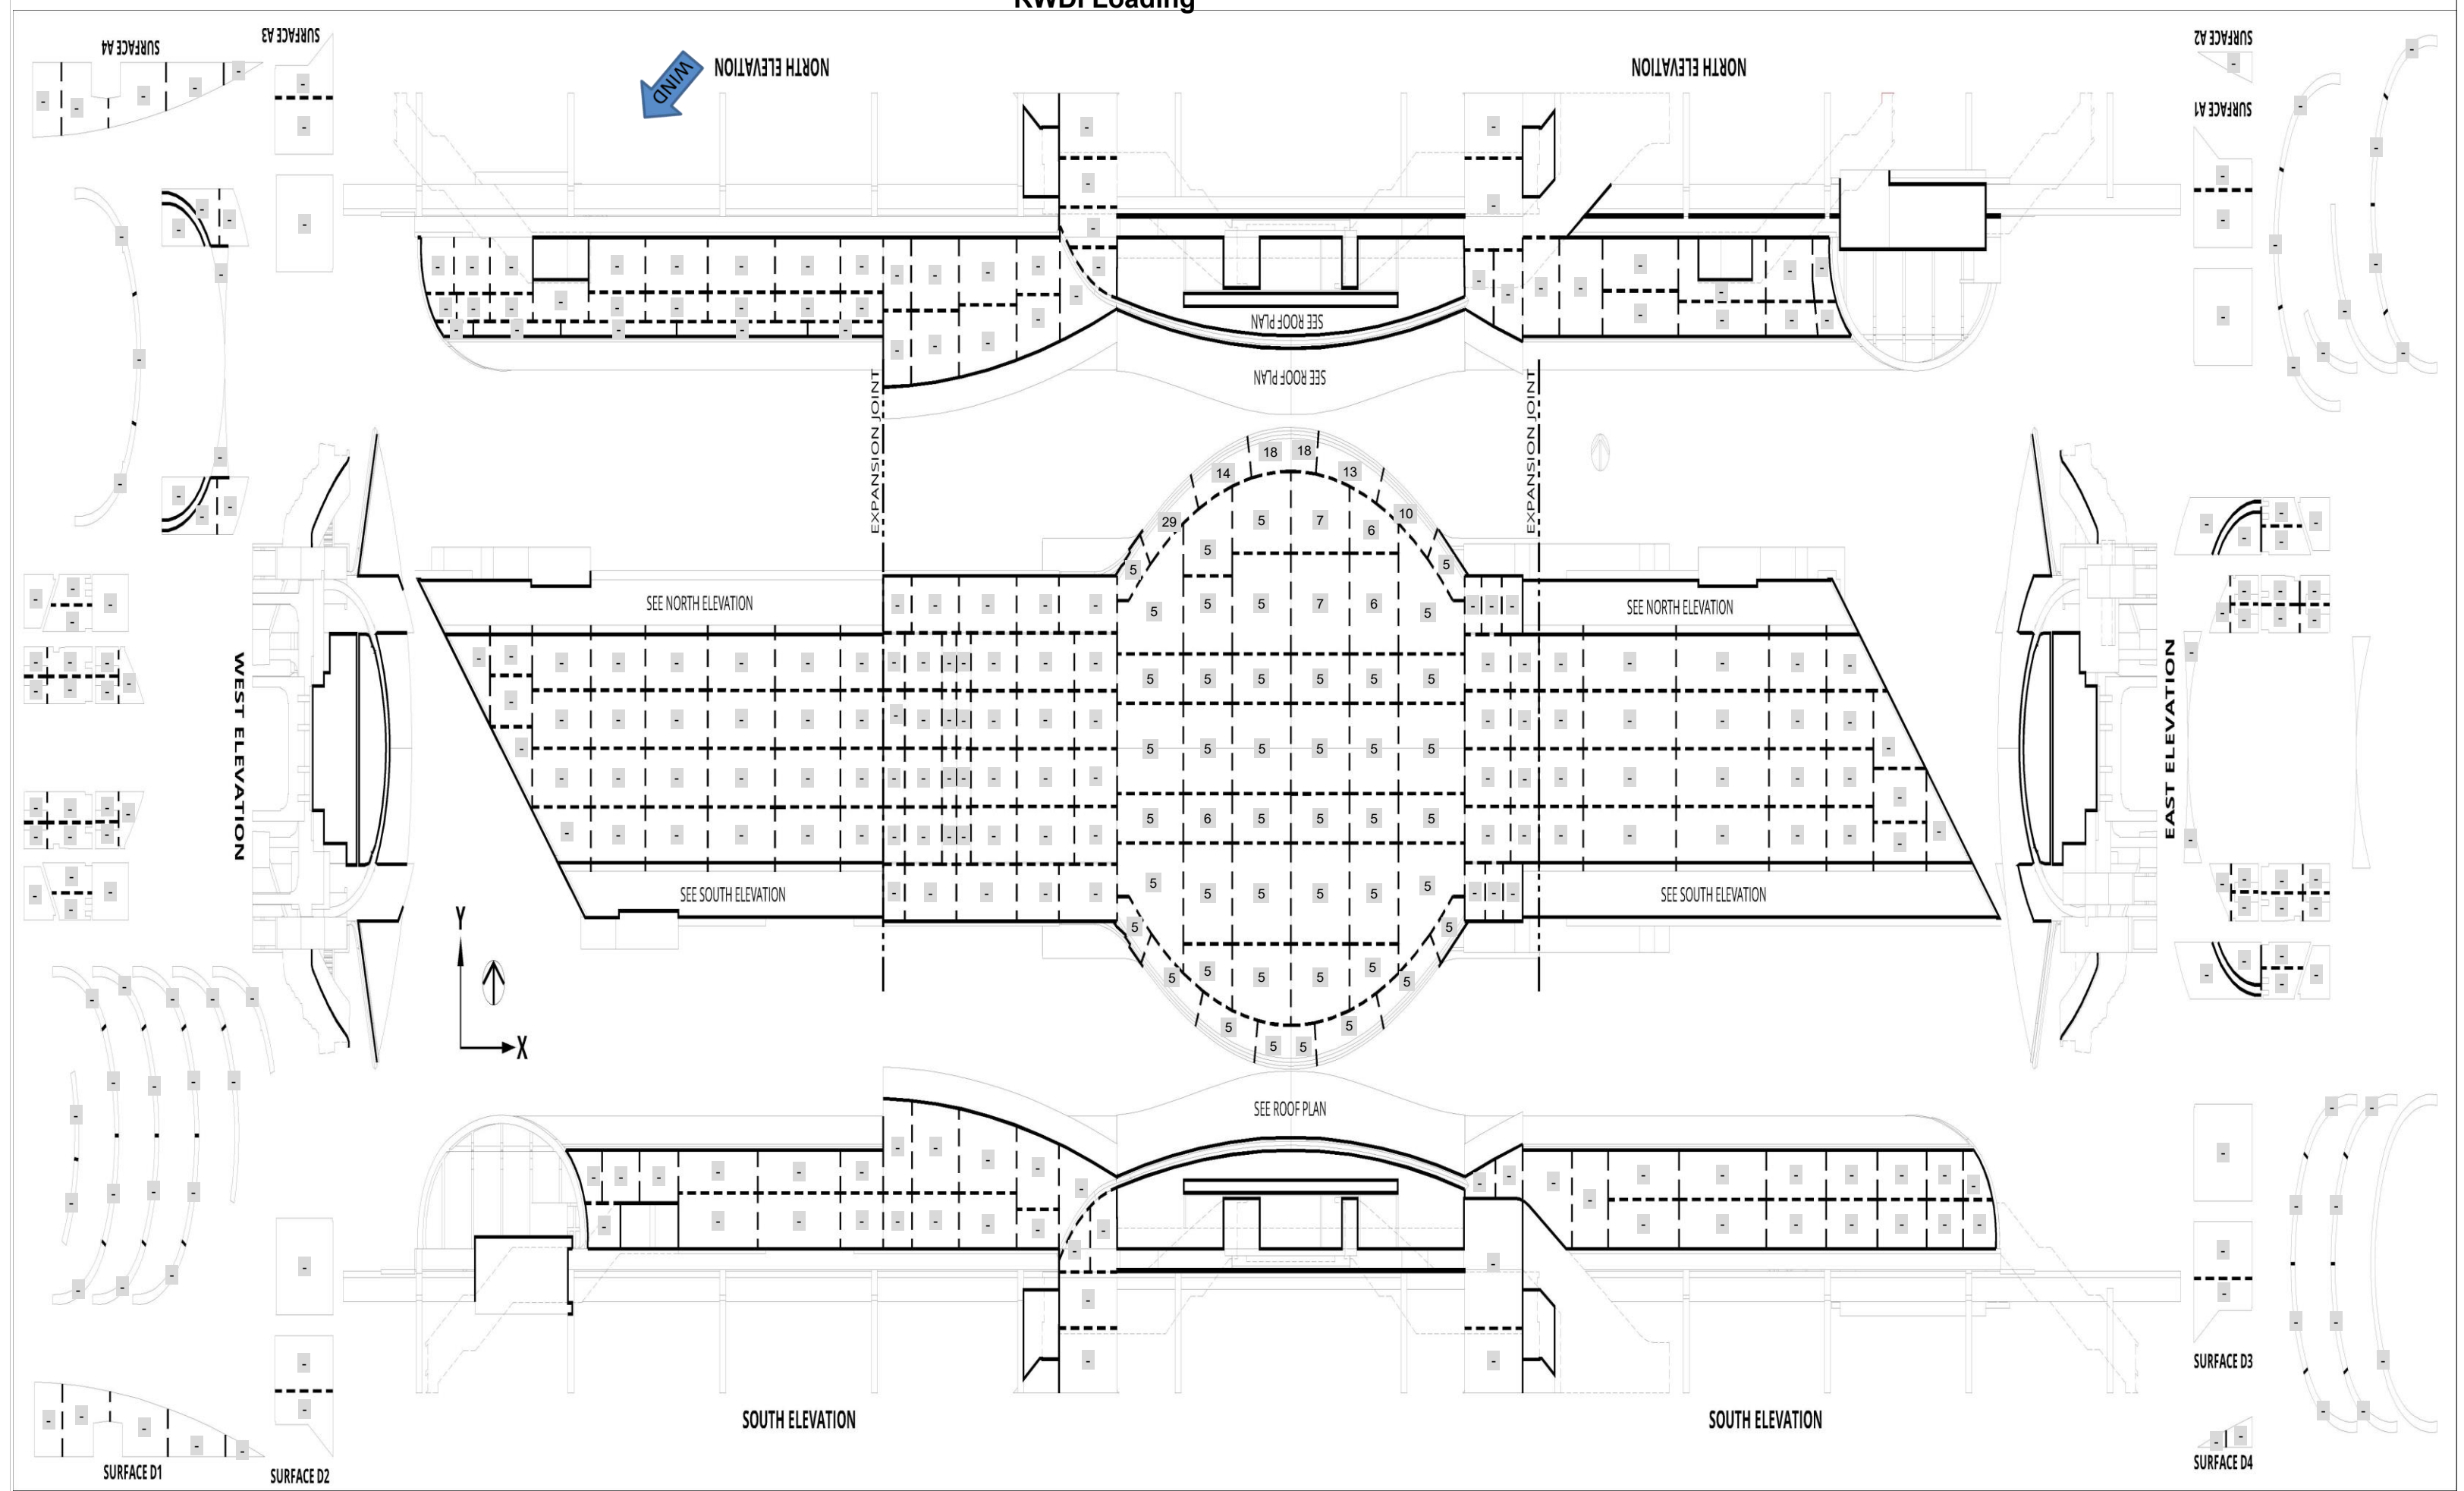 RWDI Loading
SURFACE A4
SURFACE A3
WIND
NORTH ELEVATION
NORTH ELEVATION
SURFACE A2
SURFACE A1
SEE ROOF PLAN
SEE ROOF PLAN
EXPANSION JOINT
EXPANSION JOINT
18 18
14 13
29 10
5 7 6
5
5 5
SEE NORTH ELEVATION
5 5 5 7 6 5
SEE NORTH ELEVATION
5 5 5 5 5 5
WEST ELEVATION
5 5 5 5 5 5
EAST ELEVATION
5 6 5 5 5 5
SEE SOUTH ELEVATION
5 5 5 5 5 5
SEE SOUTH ELEVATION
Y
5 5
5 5 5 5 5 5
5 5
5 5
X
SEE ROOF PLAN
SURFACE D3
SOUTH ELEVATION
SOUTH ELEVATION
SURFACE D1
SURFACE D2
SURFACE D4